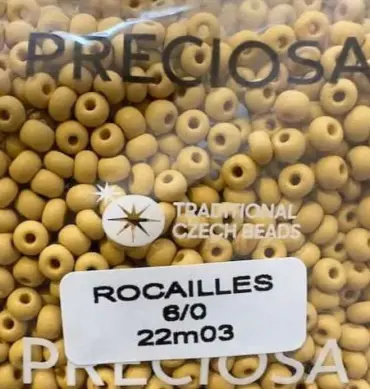 PRECIOSA
TRADITIONAL
CZECH BEADS
ROCAILLES
6/0
22m03
PRECIOSA